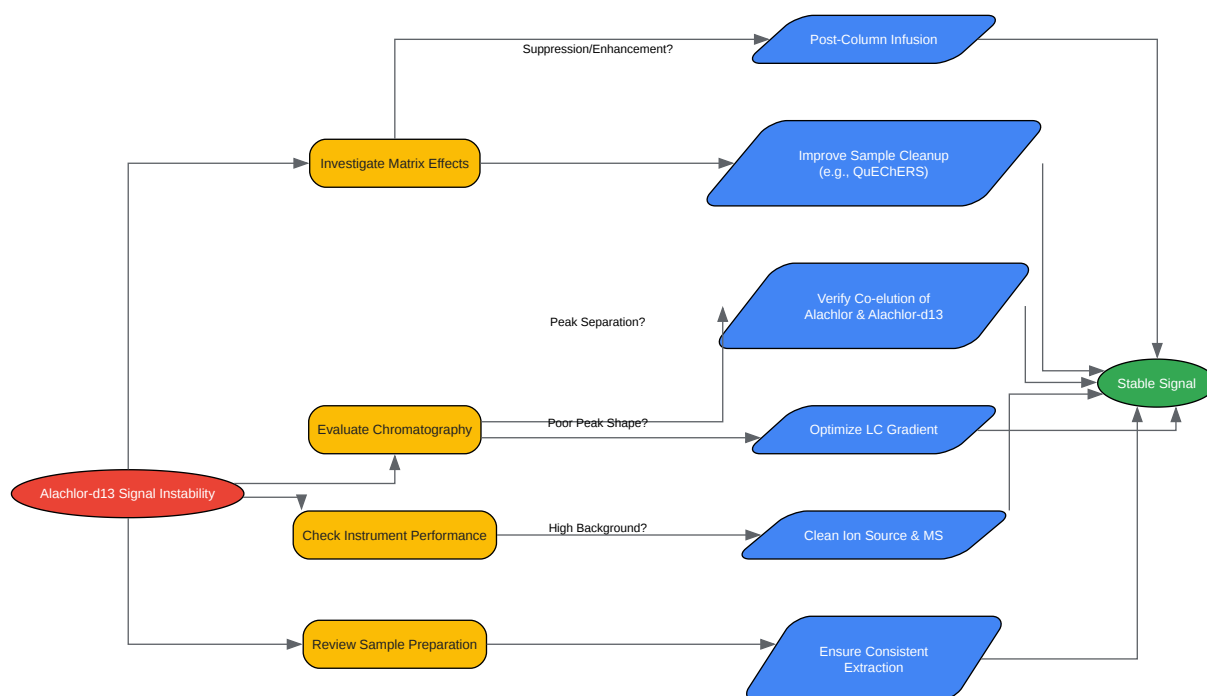 Post-Column Infusion
Suppression/Enhancement?
Investigate Matrix Effects
Improve Sample Cleanup
(e.g., QuEChERS)
Verify Co-elution of
Alachlor & Alachlor-d13
Peak Separation?
Stable Signal
Evaluate Chromatography
Poor Peak Shape?
Optimize LC Gradient
Alachlor-d13 Signal Instability
Check Instrument Performance
High Background?
Clean Ion Source & MS
Review Sample Preparation
Ensure Consistent
Extraction